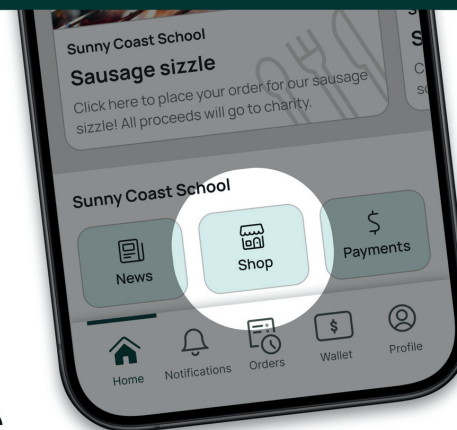 Sunny Coast School
Sausage sizzle
Click here to place your order for our sausage
sizzle! All proceeds will go to charity.
Sunny Coast School
News
Shop
Payments
Home
Notifications
Orders
Wallet
Profile